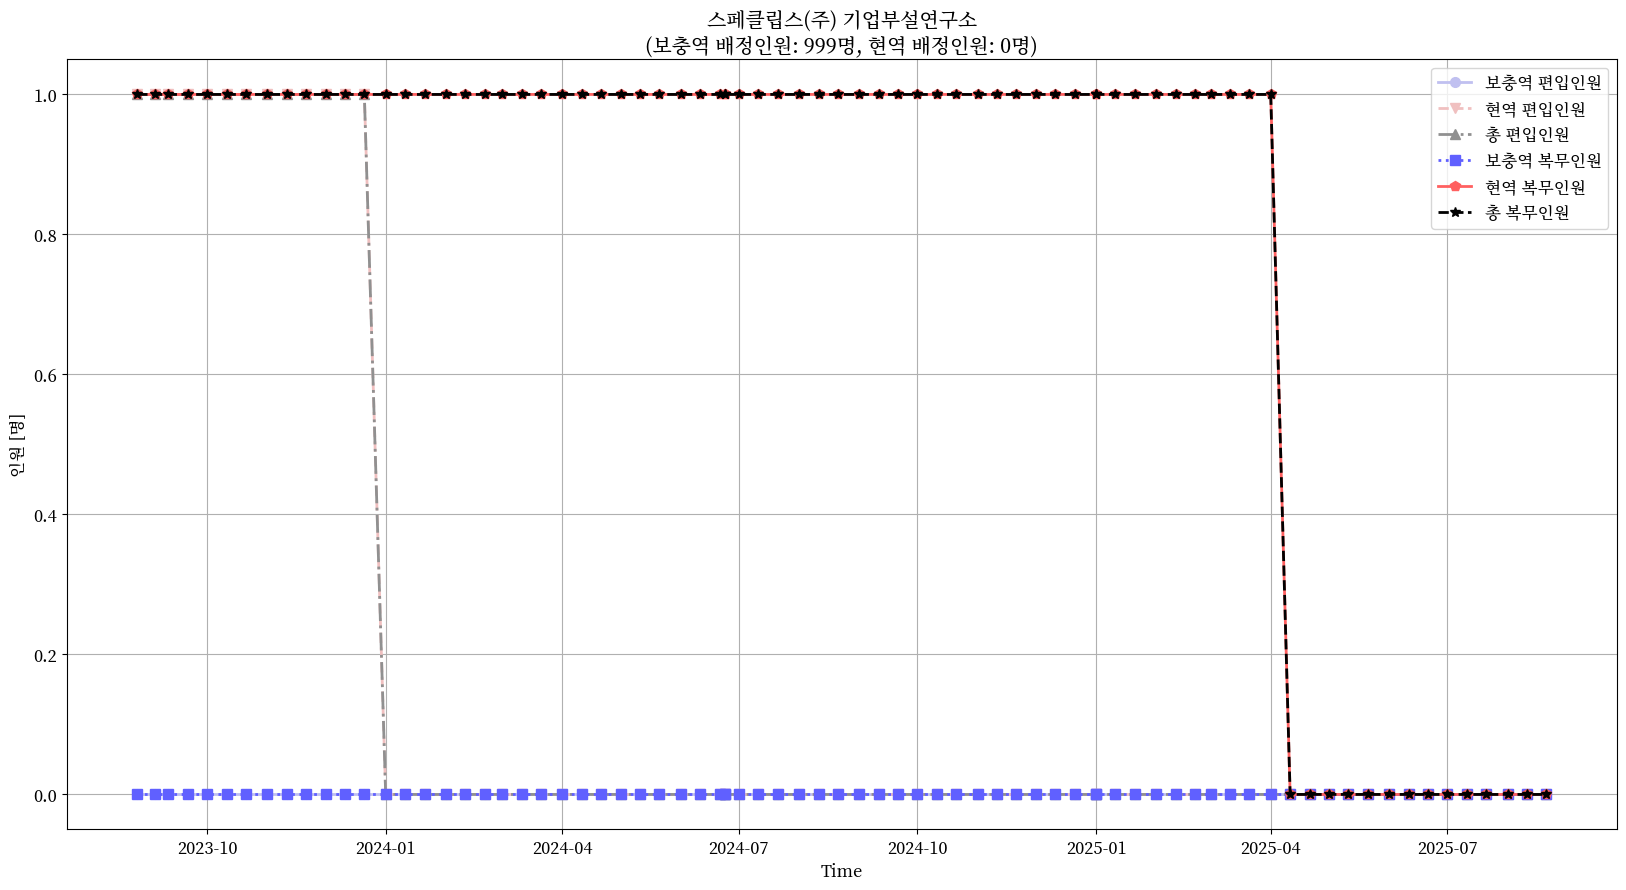 스페클립스(주) 기업부설연구소
(보충역 배정인원: 999명, 현역 배정인원: 0명)
보충역 편입인원
현역 편입인원
총 편입인원
보충역 복무인원
현역 복무인원
총 복무인원
인원 [명]
1.0
0.8
0.6
0.4
0.2
0.0
2023-10
2024-01
2024-04
2024-07
2024-10
2025-01
2025-04
2025-07
Time